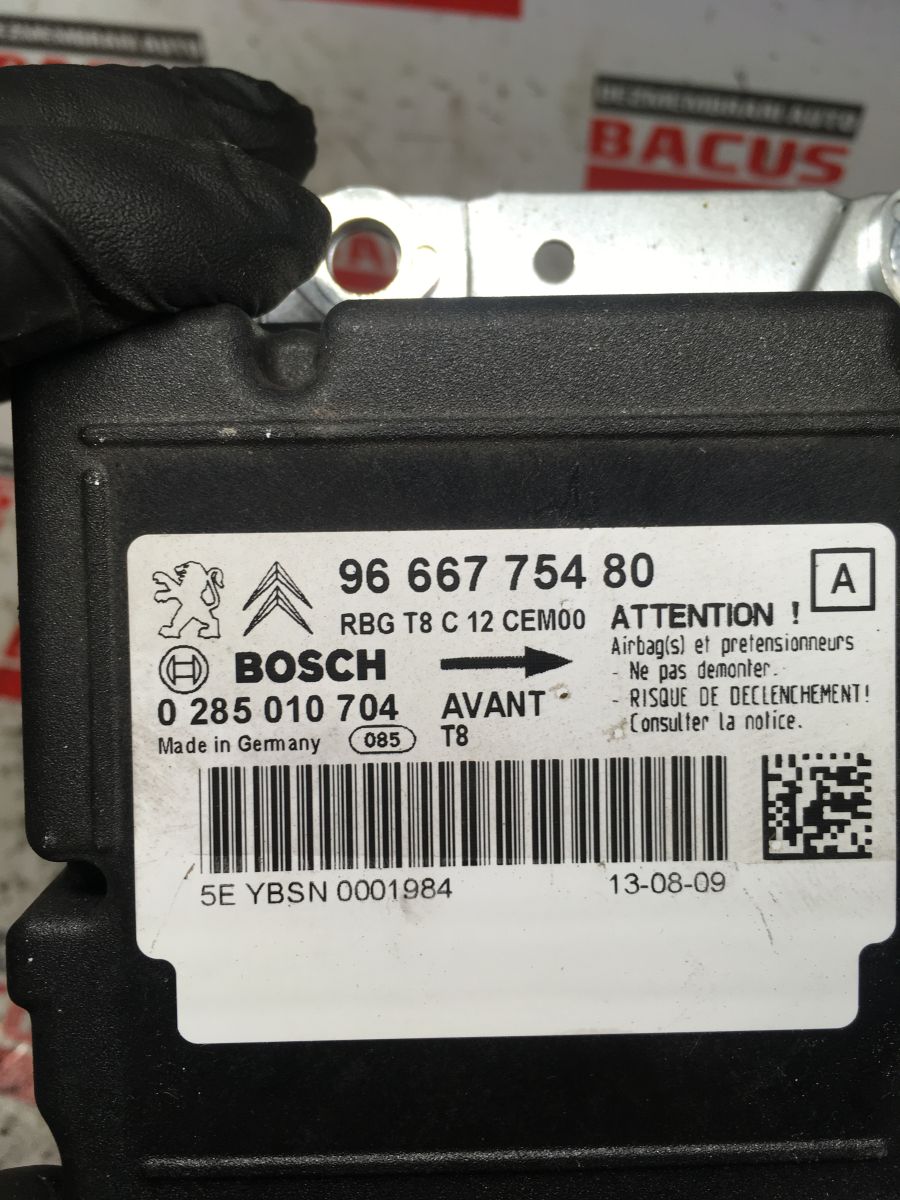 DEZMEMBRARI AUTO
BACUS
96 667 754 80
A
RBG T8 C 12 CEM00
ATTENTION !
Airbag(s) et pretensionneurs
- Ne pas demonter.
- RISQUE DE DECLENCHEMENT!
Consulter la notice.
BOSCH
0 285 010 704
AVANT
Made in Germany
085
T8
5E YBSN 0001984
13-08-09